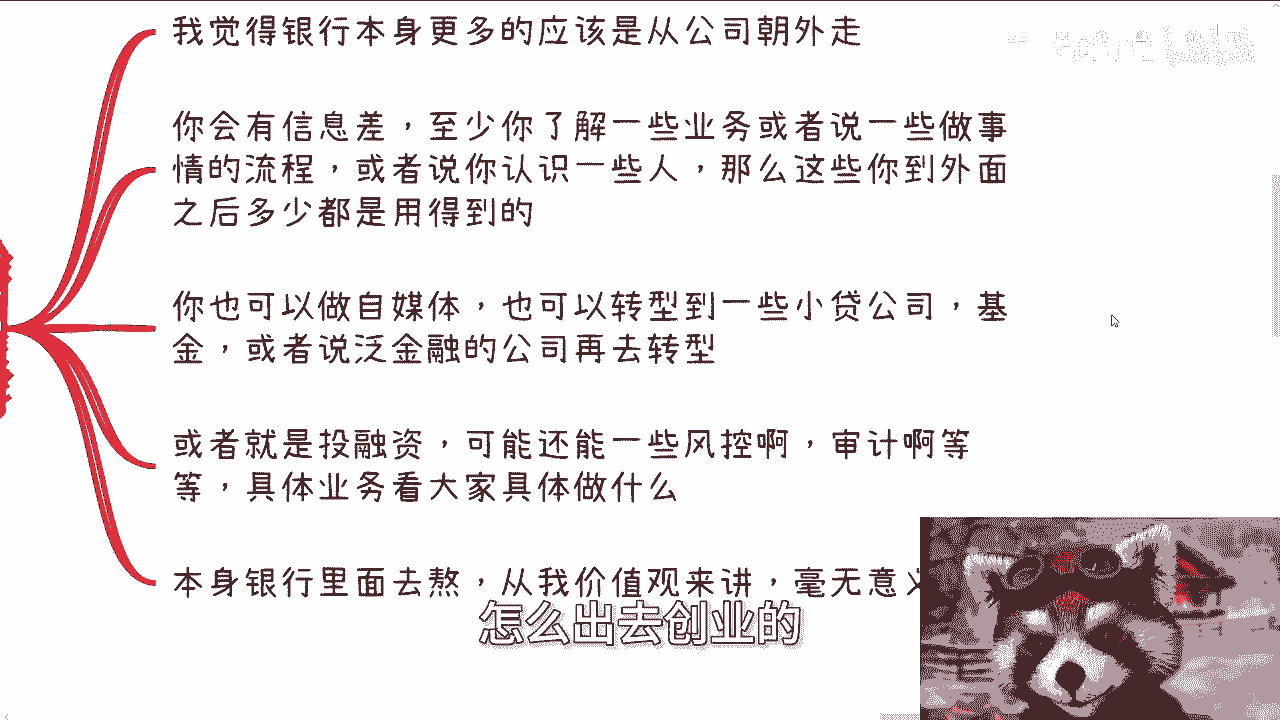 我觉得银行本身更多的应该是从公司朝外走
你会有信息差，至少你了解一些业务或者说一些做事
情的流程，或者说你认识一些人，那么这些你到外面
之后多少都是用得到的
你也可以做自媒体，也可以转型到一些小贷公司，基
金，或者说泛金融的公司再去转型
或者就是投融资，可能还能一些风控啊，审计啊等
等，具体业务看大家具体做什么
本身银行里面去熬，从我价值观来讲，毫无意
怎么出去创业的